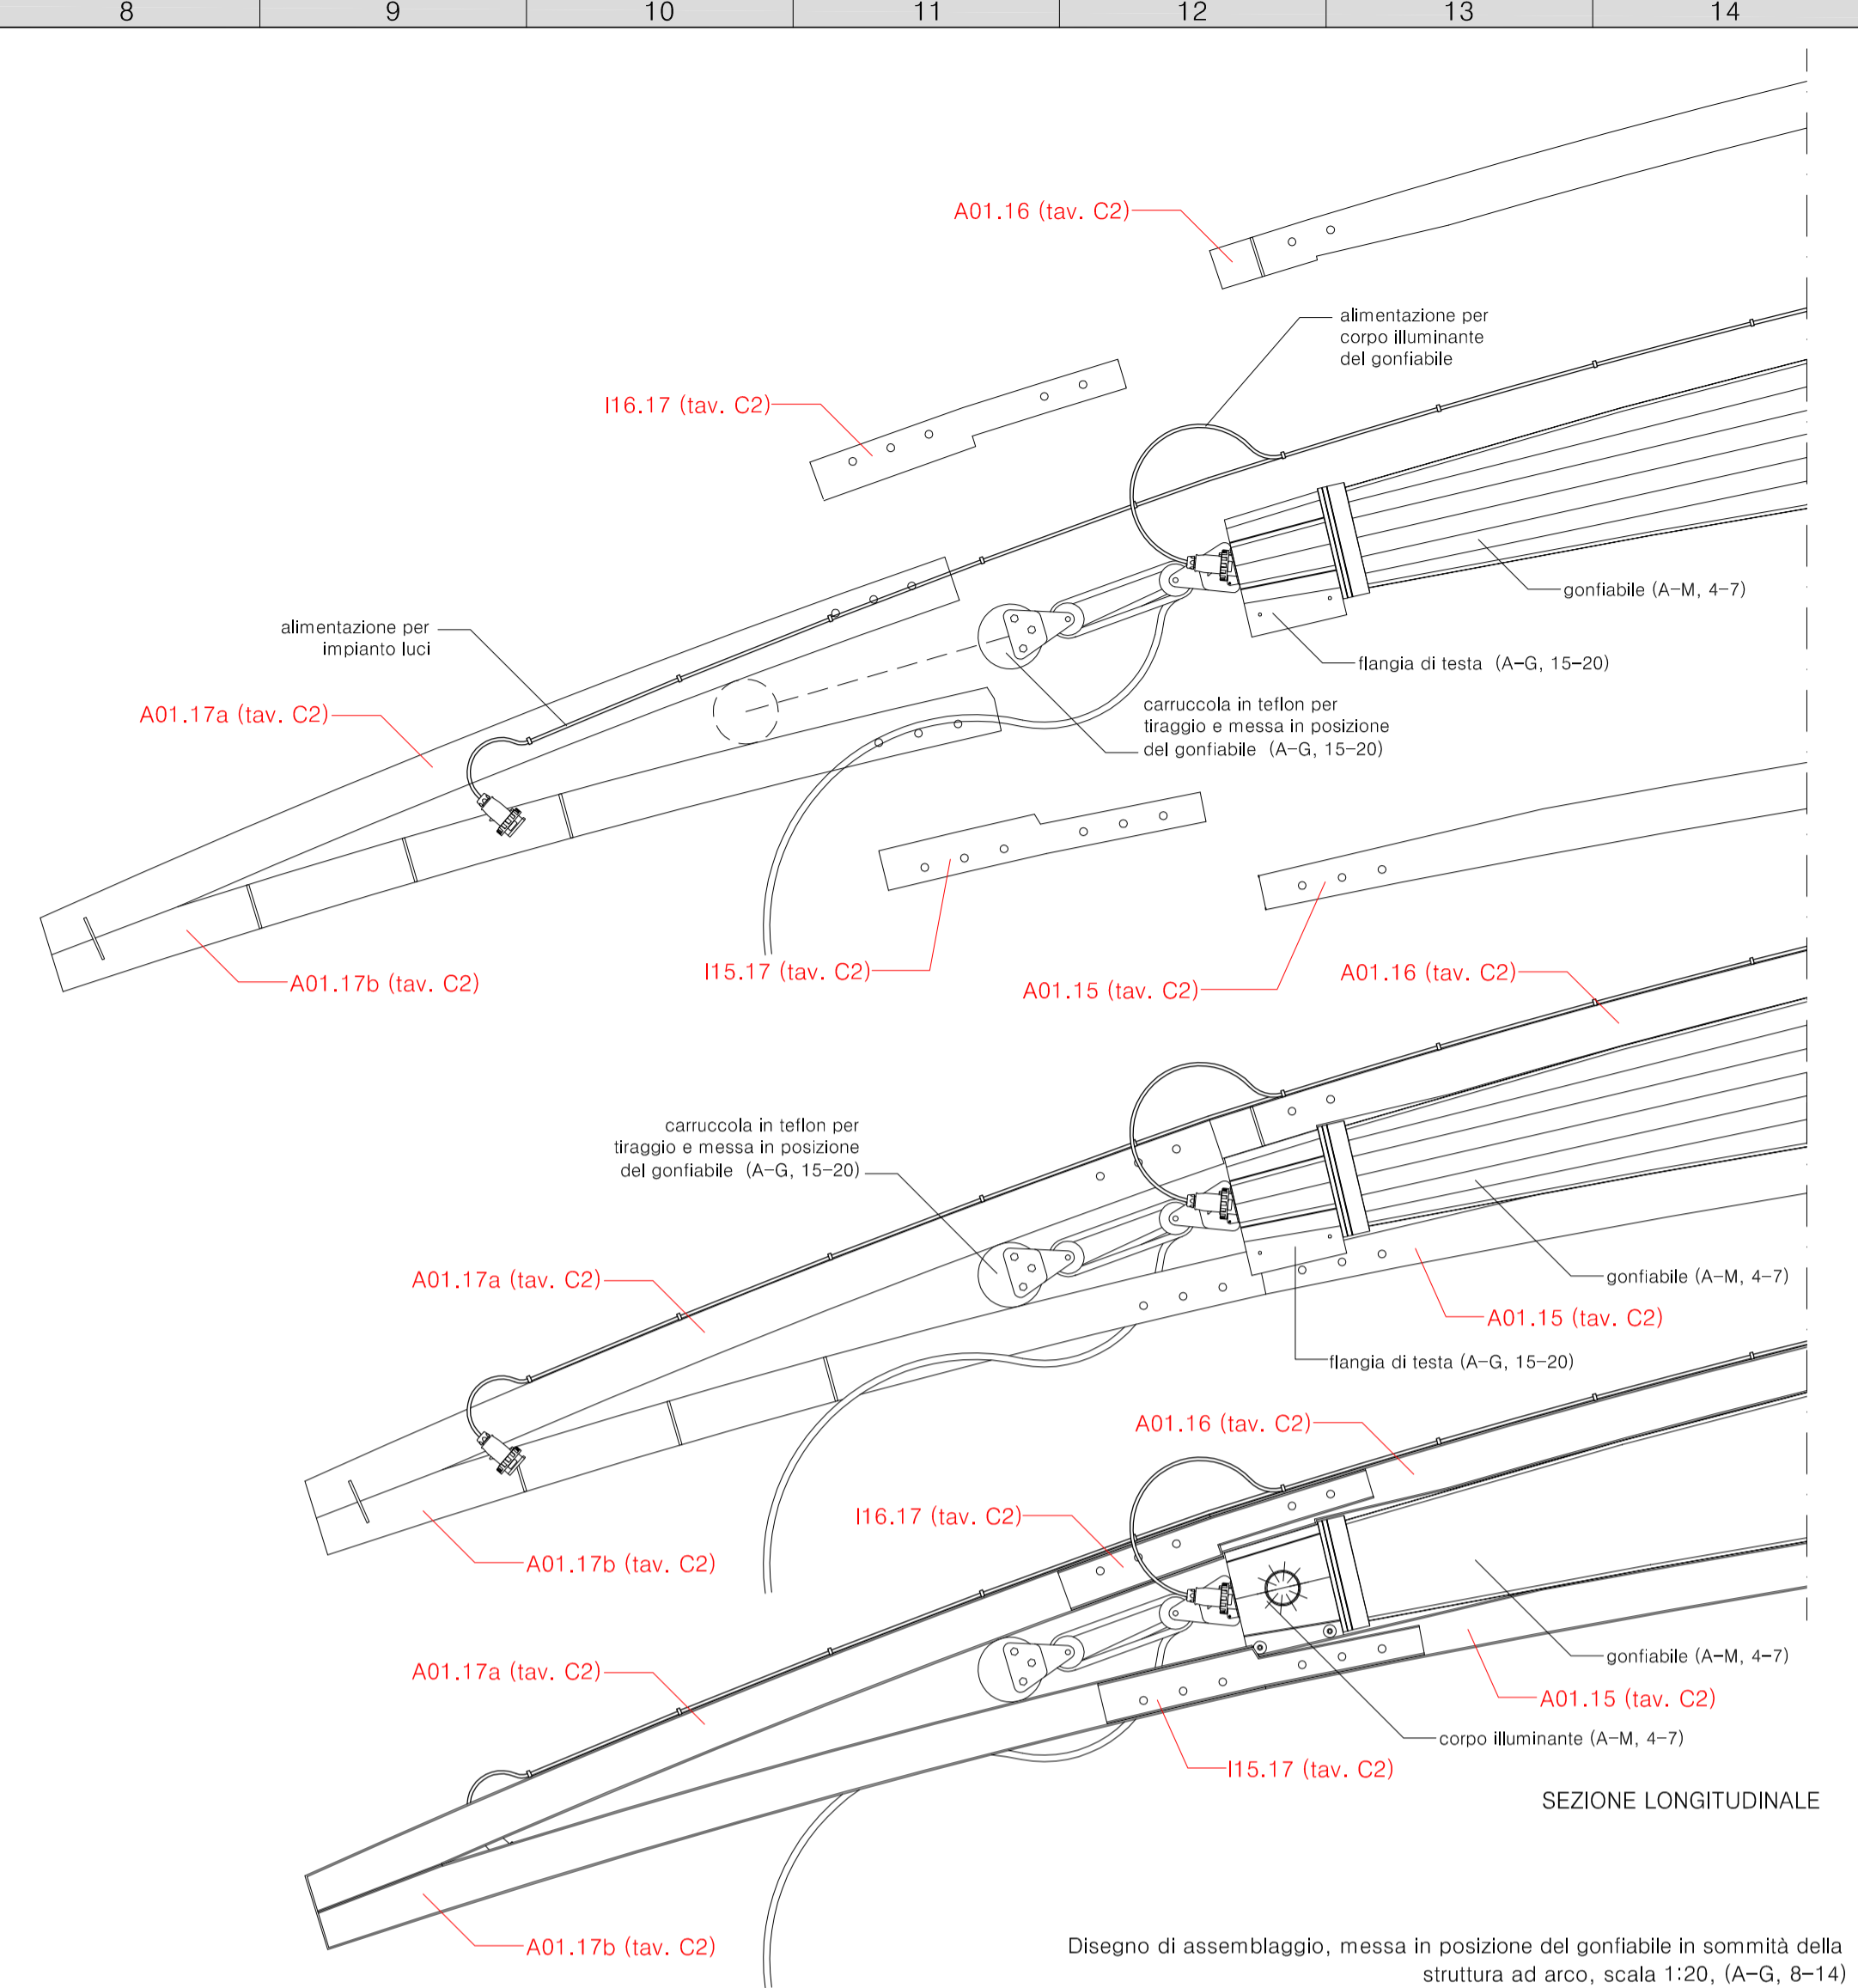 8
9
10
11
12
13
14
A01.16 (tav. C2)
alimentazione per
corpo illuminante
del gonfiabile
I16.17 (tav. C2)
gonfiabile (A-M, 4-7)
alimentazione per
impianto luci
flangia di testa (A-G, 15-20)
A01.17a (tav. C2)
carruccola in teflon per
tiraggio e messa in posizione
del gonfiabile (A-G, 15-20)
I15.17 (tav. C2)
A01.17b (tav. C2)
A01.15 (tav. C2)
A01.16 (tav. C2)
carruccola in teflon per
tiraggio e messa in posizione
del gonfiabile (A-G, 15-20)
A01.17a (tav. C2)
gonfiabile (A-M, 4-7)
A01.15 (tav. C2)
flangia di testa (A-G, 15-20)
A01.16 (tav. C2)
I16.17 (tav. C2)
A01.17b (tav. C2)
gonfiabile (A-M, 4-7)
A01.17a (tav. C2)
A01.15 (tav. C2)
corpo illuminante (A-M, 4-7)
I15.17 (tav. C2)
SEZIONE LONGITUDINALE
A01.17b (tav. C2)
Disegno di assemblaggio, messa in posizione del gonfiabile in sommità della
struttura ad arco, scala 1:20, (A-G, 8-14)